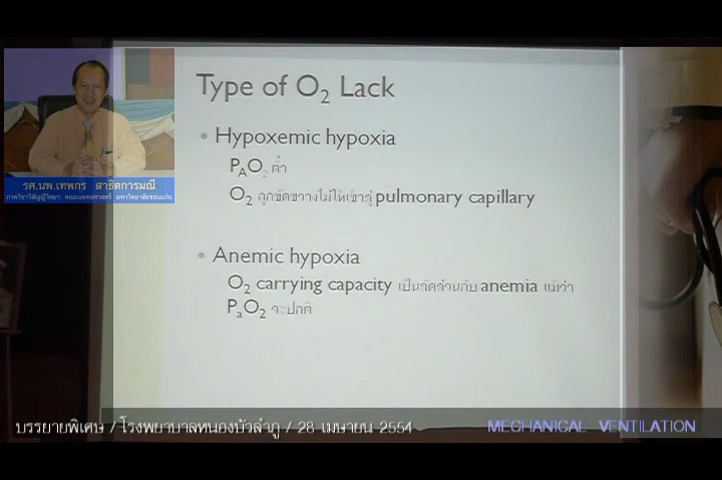 Type of O2 Lack
• Hypoxemic hypoxia
PAO2 ต่ำ
O2 ถูกขัดขวางไม่ให้เข้าสู่ pulmonary capillary
• Anemic hypoxia
O2 carrying capacity เป็นสัดส่วนกับ anemia แม้ว่า
PaO2 จะปกติ
รศ.นพ.เทพกร สาธิตการมณี
ภาควิชาวิสัญญีวิทยา คณะแพทยศาสตร์ มหาวิทยาลัยขอนแก่น
บรรยายพิเศษ / โรงพยาบาลหนองบัวลำภู / 28 เมษายน 2554
MECHANICAL VENTILATION